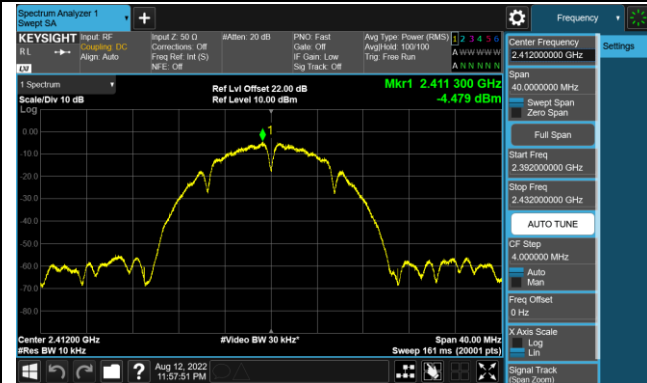 Spectrum Analyzer 1
Swept SA
+
Frequency
KEYSIGHT
Input: RF
Input Z: 50 Ω
#Atten: 20 dB
PNO: Fast
Avg Type: Power (RMS)
1 2 3 4 5 6
RL
Coupling: DC
Corrections: Off
Gate: Off
Avg|Hold: 100/100
A W W W W W
Align: Auto
Freq Ref: Int (S)
IF Gain: Low
Trig: Free Run
NFE: Off
Sig Track: Off
A N N N N N
1 Spectrum
Ref Lvl Offset 22.00 dB
Mkr1 2.411 300 GHz
Scale/Div 10 dB
Ref Level 10.00 dBm
-4.479 dBm
Log
1
0.00
-10.0
-20.0
-30.0
-40.0
-50.0
-60.0
-70.0
-80.0
Center 2.41200 GHz
#Video BW 30 kHz*
Span 40.00 MHz
#Res BW 10 kHz
Sweep 161 ms (20001 pts)
?
Aug 12, 2022
11:57:51 PM
Center Frequency
2.412000000 GHz
Settings
Span
40.0000000 MHz
Swept Span
Zero Span
Full Span
Start Freq
2.392000000 GHz
Stop Freq
2.432000000 GHz
AUTO TUNE
CF Step
4.000000 MHz
Auto
Man
Freq Offset
0 Hz
X Axis Scale
Log
Lin
Signal Track
(Span Zoom)